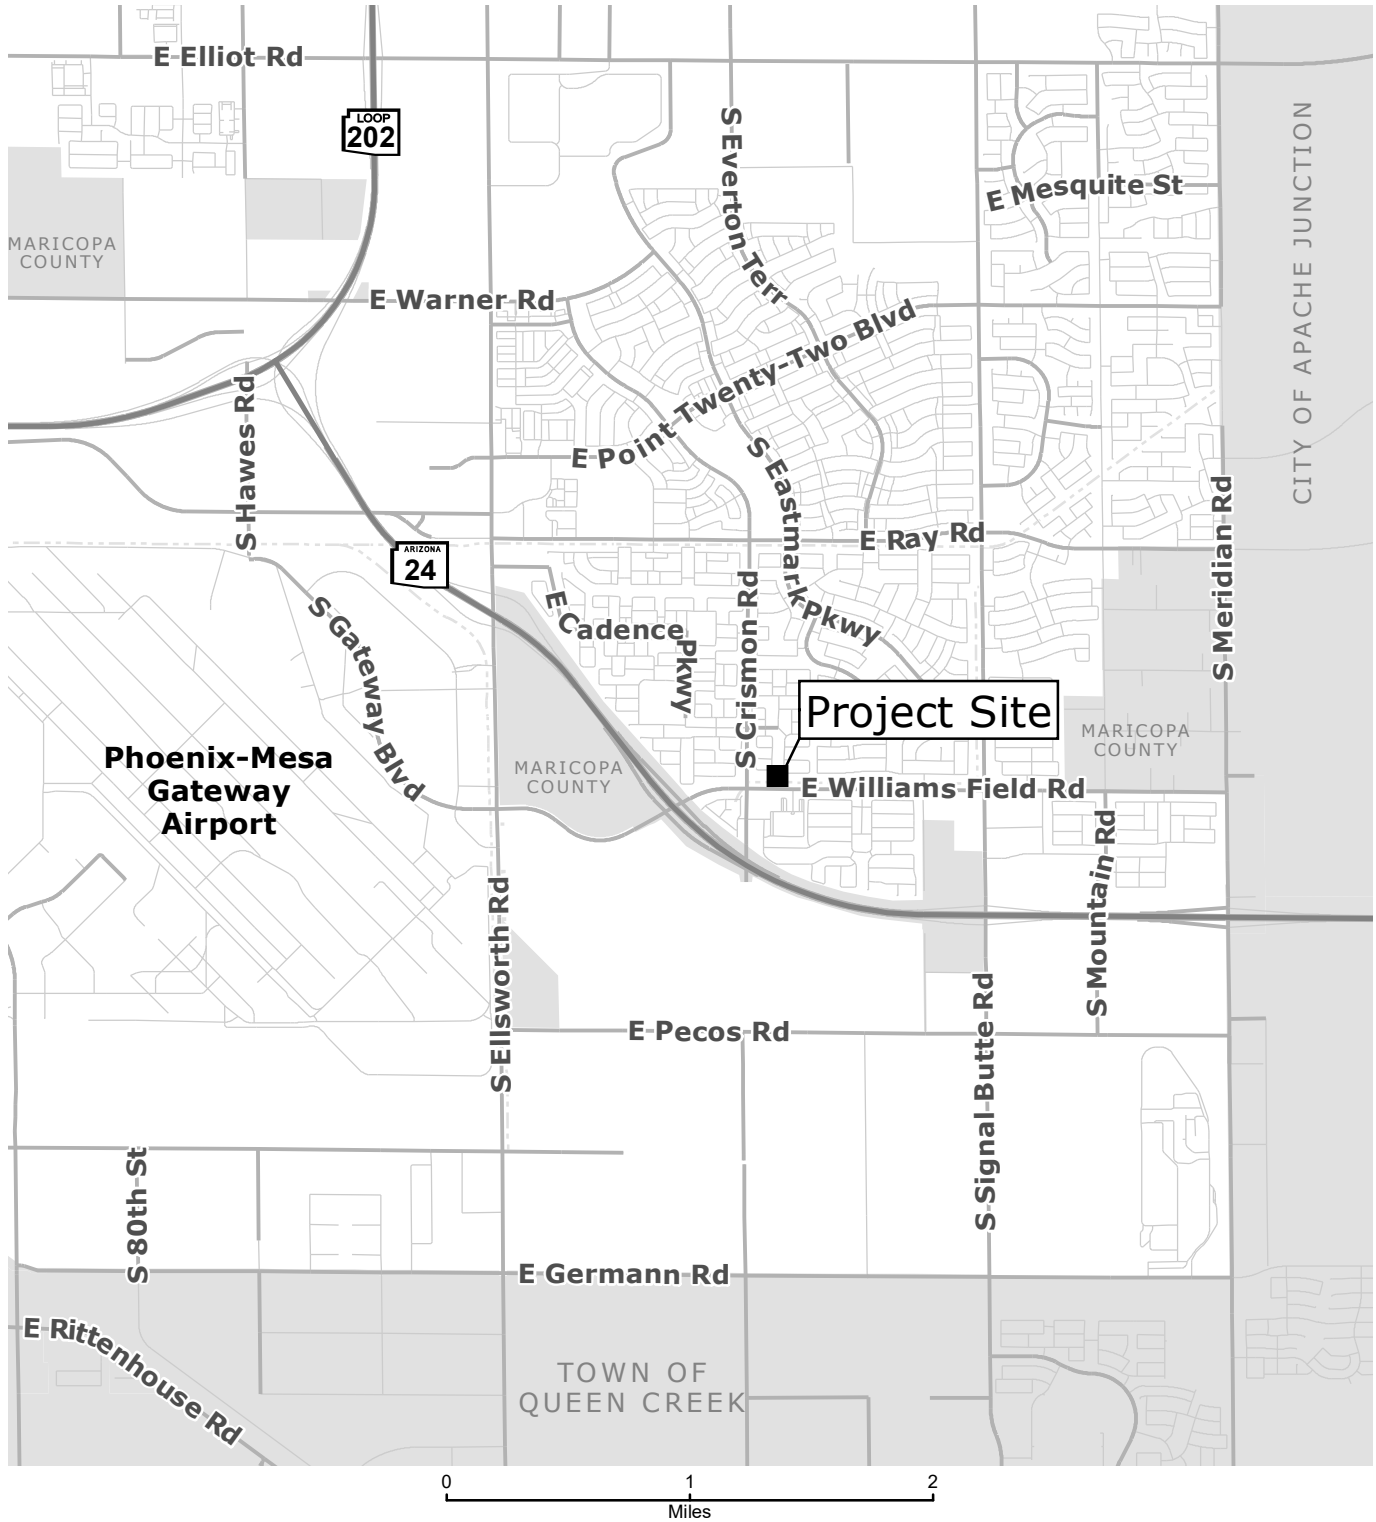 E Elliot Rd
LOOP
202
S Everton Terr
E Mesquite St
CITY OF APACHE JUNCTION
MARICOPA
COUNTY
E Warner Rd
E Point Twenty-Two Blvd
S Hawes Rd
S Eastmark Pkwy
S Meridian Rd
E Ray Rd
ARIZONA
24
S Gateway Blvd
E Cadence Pkwy
S Crismon Rd
Project Site
MARICOPA
COUNTY
Phoenix-Mesa
Gateway
Airport
MARICOPA
COUNTY
E Williams Field Rd
S Mountain Rd
S Ellsworth Rd
S Signal Butte Rd
E Pecos Rd
S 80th St
E Germann Rd
E Rittenhouse Rd
TOWN OF
QUEEN CREEK
0 1 2
Miles